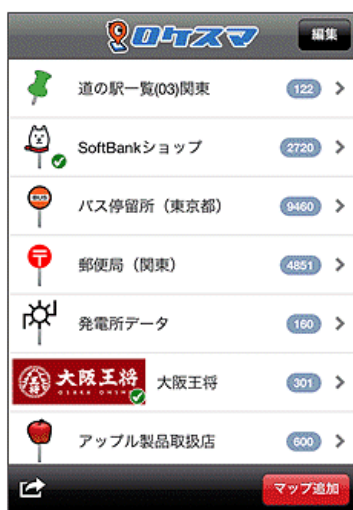 ロケスマ
編集
道の駅一覧(03)関東 122
SoftBankショップ 2720
BUS
バス停留所（東京都） 9460
〒
郵便局（関東） 4851
発電所データ 160
大阪王将
OSAKA OHSHO
大阪王将 301
アップル製品取扱店 600
マップ追加